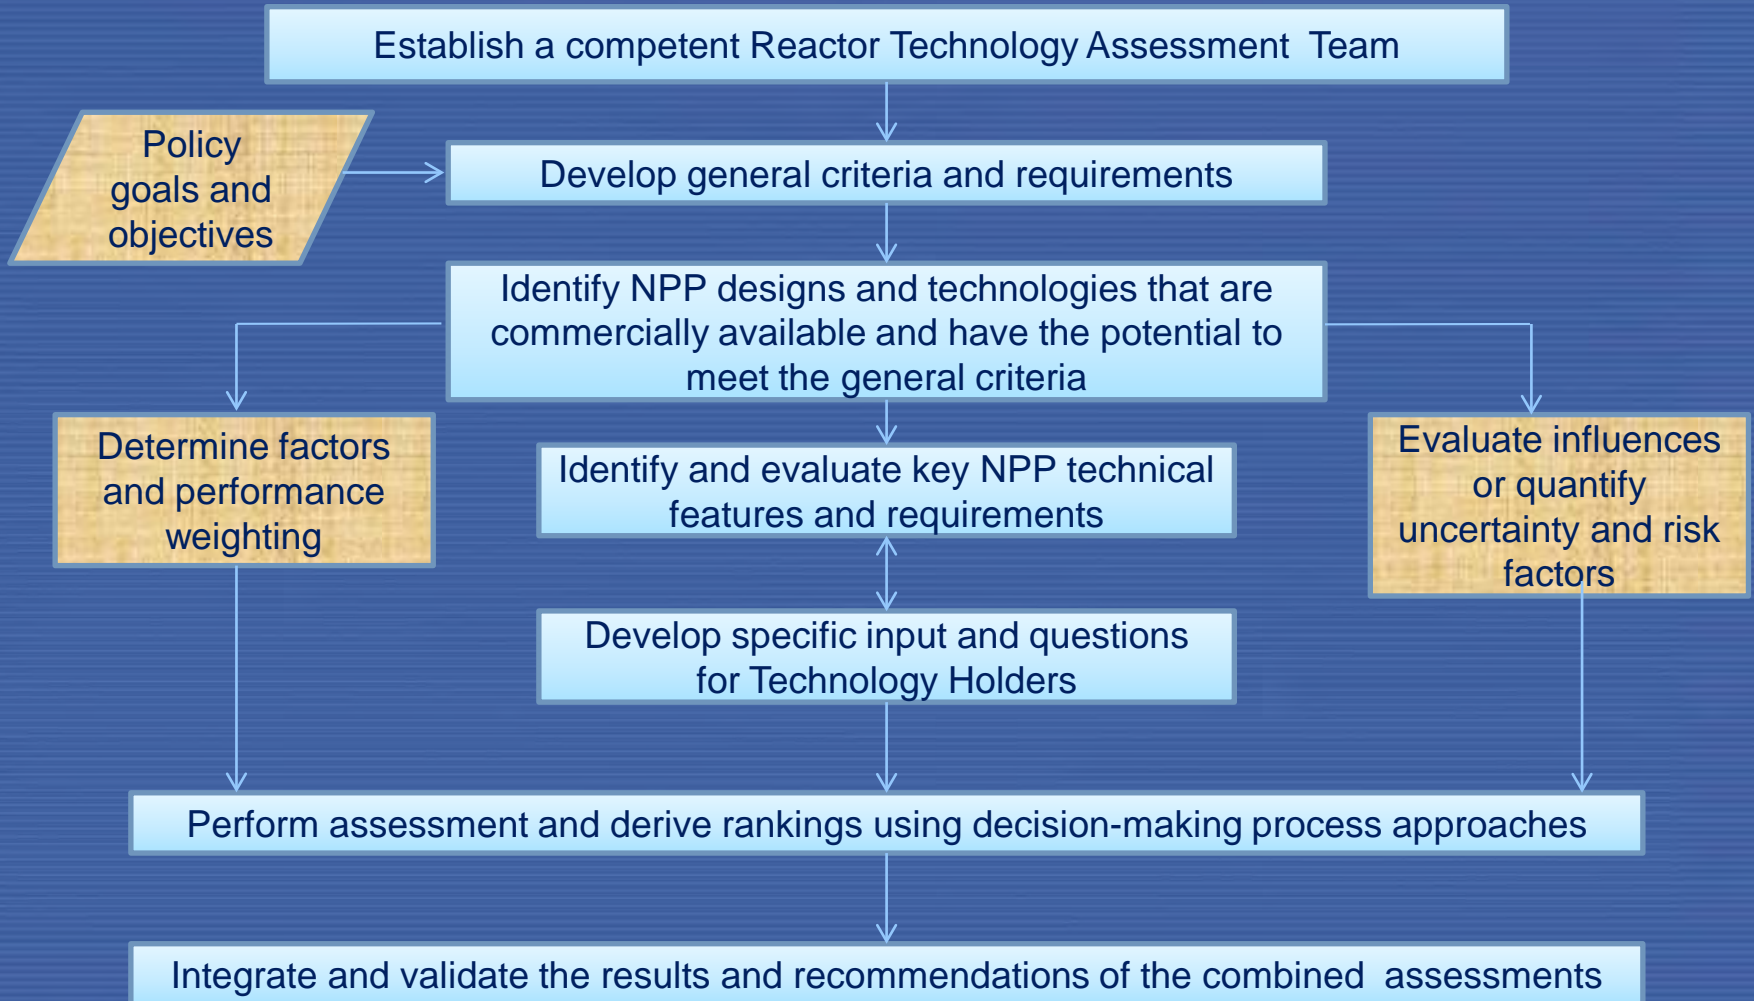 Establish a competent Reactor Technology Assessment Team
Policy
goals and
objectives
Develop general criteria and requirements
Identify NPP designs and technologies that are
commercially available and have the potential to
meet the general criteria
Determine factors
and performance
weighting
Identify and evaluate key NPP technical
features and requirements
Evaluate influences
or quantify
uncertainty and risk
factors
Develop specific input and questions
for Technology Holders
Perform assessment and derive rankings using decision-making process approaches
Integrate and validate the results and recommendations of the combined assessments